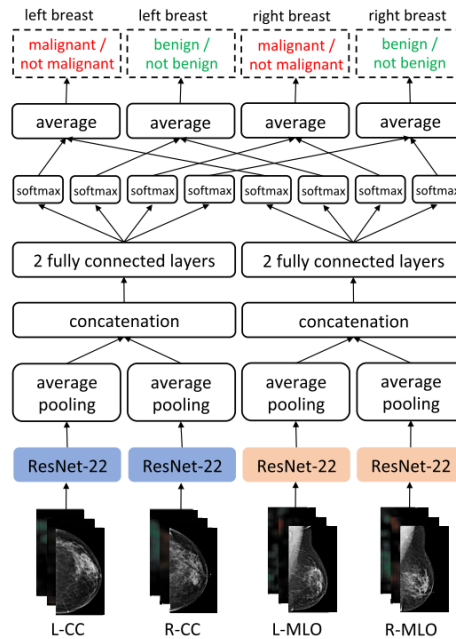 left breast left breast right breast right breast
malignant / benign / malignant / benign /
not malignant not benign not malignant not benign
average average average average
softmax softmax softmax softmax softmax softmax softmax softmax
2 fully connected layers 2 fully connected layers
concatenation concatenation
average average average average
pooling pooling pooling pooling
ResNet-22 ResNet-22 ResNet-22 ResNet-22
L-CC R-CC L-MLO R-MLO